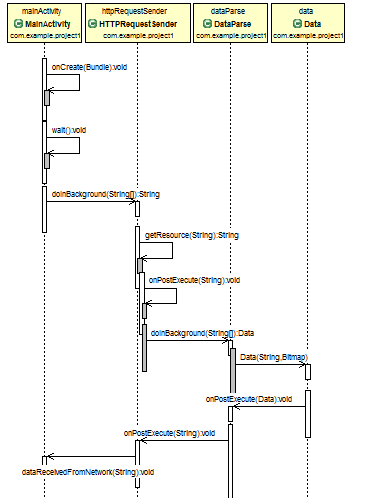 mainActivity
MainActivity
com.example.project1
httpRequestSender
HTTPRequestSender
com.example.project1
dataParse
DataParse
com.example.project1
data
Data
com.example.project1
onCreate(Bundle):void
wait():void
doInBackground(String[]):String
getResource(String):String
onPostExecute(String):void
doInBackground(String[]):Data
Data(String,Bitmap)
onPostExecute(Data):void
onPostExecute(String):void
dataReceivedFromNetwork(String):void